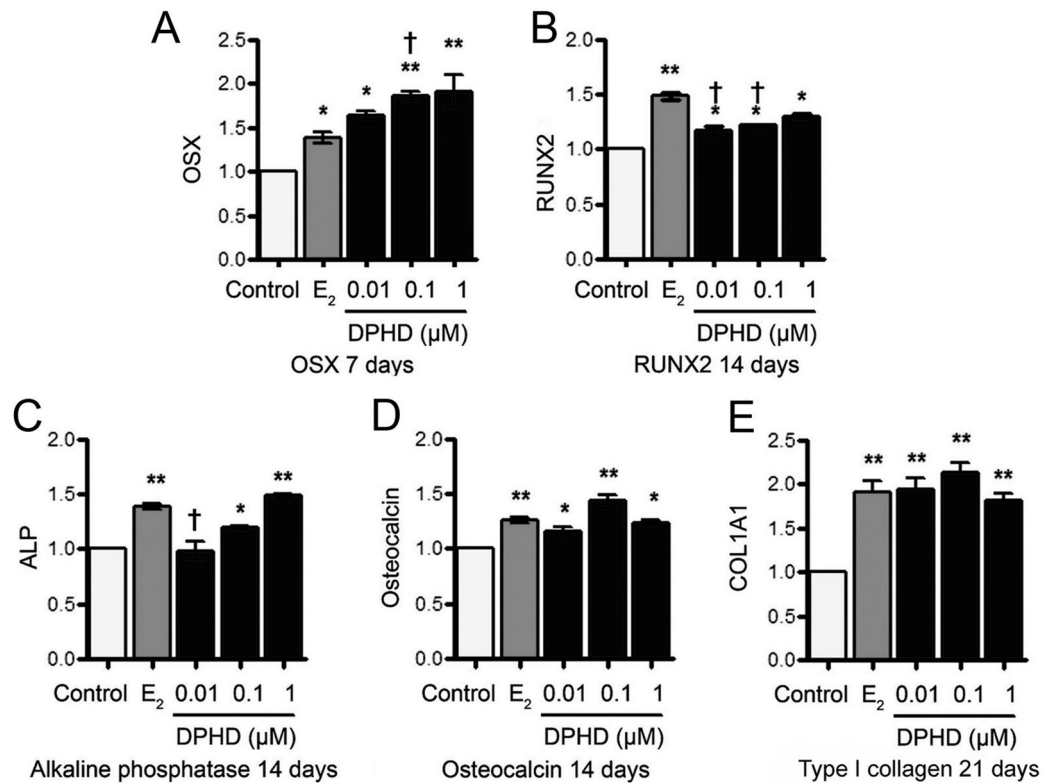 A
OSX
2.5
2.0
1.5
1.0
0.5
0.0
*
*
†
**
**
Control E₂ 0.01 0.1 1
DPHD (µM)
OSX 7 days
B
RUNX2
2.0
1.5
1.0
0.5
0.0
**
†
*
†
*
*
Control E₂ 0.01 0.1 1
DPHD (µM)
RUNX2 14 days
C
ALP
2.0
1.5
1.0
0.5
0.0
**
†
*
**
Control E₂ 0.01 0.1 1
DPHD (µM)
Alkaline phosphatase 14 days
D
Osteocalcin
2.0
1.5
1.0
0.5
0.0
**
*
**
*
Control E₂ 0.01 0.1 1
DPHD (µM)
Osteocalcin 14 days
E
COL1A1
2.5
2.0
1.5
1.0
0.5
0.0
**
**
**
**
Control E₂ 0.01 0.1 1
DPHD (µM)
Type I collagen 21 days